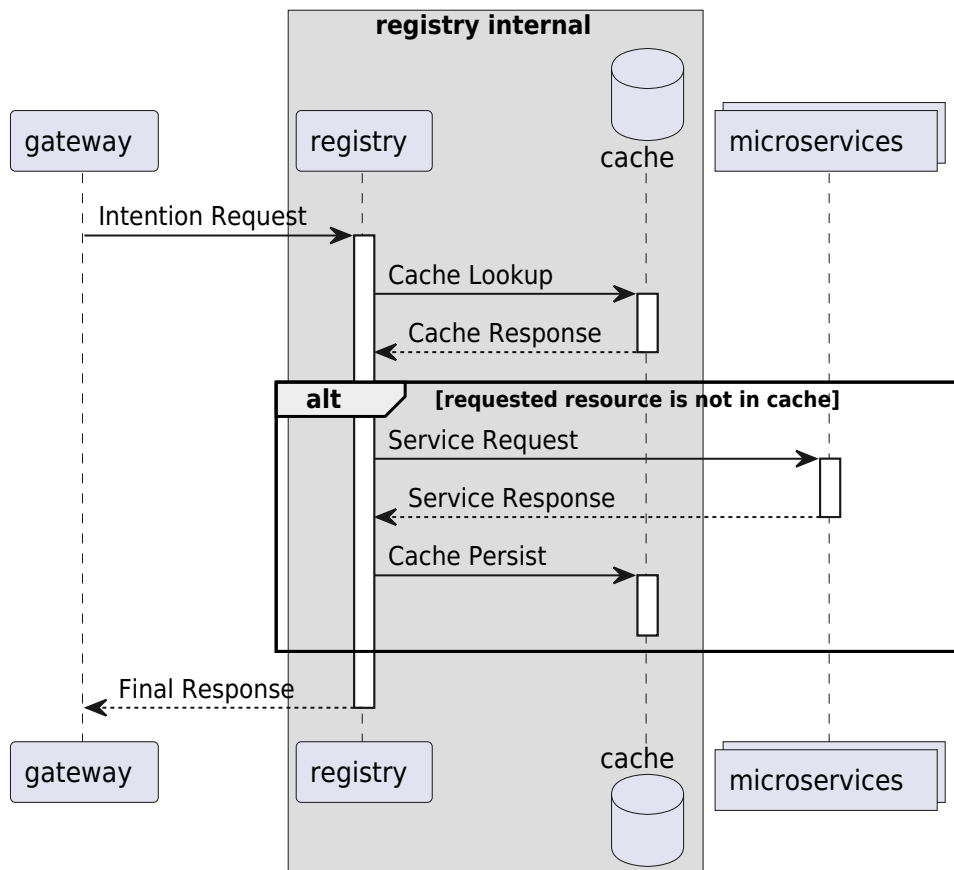 registry internal
gateway
registry
cache
microservices
Intention Request
Cache Lookup
Cache Response
alt
[requested resource is not in cache]
Service Request
Service Response
Cache Persist
Final Response
gateway
registry
cache
microservices